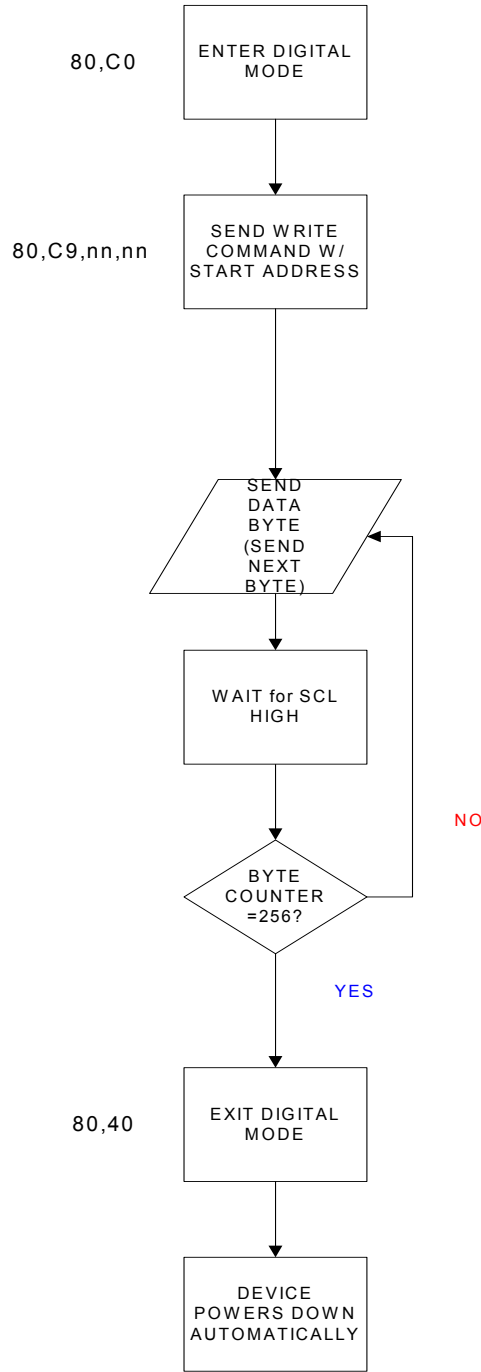 80,C0
ENTER DIGITAL
MODE
80,C9,nn,nn
SEND WRITE
COMMAND W/
START ADDRESS
SEND
DATA
BYTE
(SEND
NEXT
BYTE)
WAIT for SCL
HIGH
NO
BYTE
COUNTER
=256?
YES
80,40
EXIT DIGITAL
MODE
DEVICE
POWERS DOWN
AUTOMATICALLY